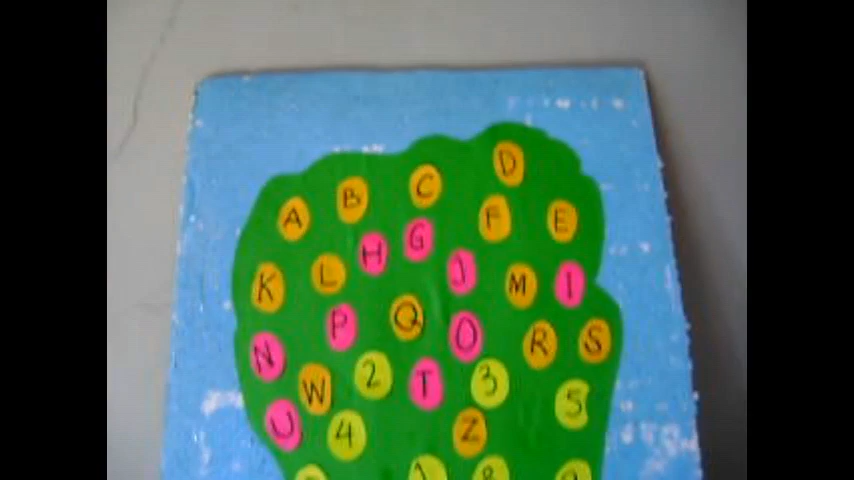 A B C D
F E
H G
K L J M I
P Q O R S
N
W 2 T 3 5
U 4 Z